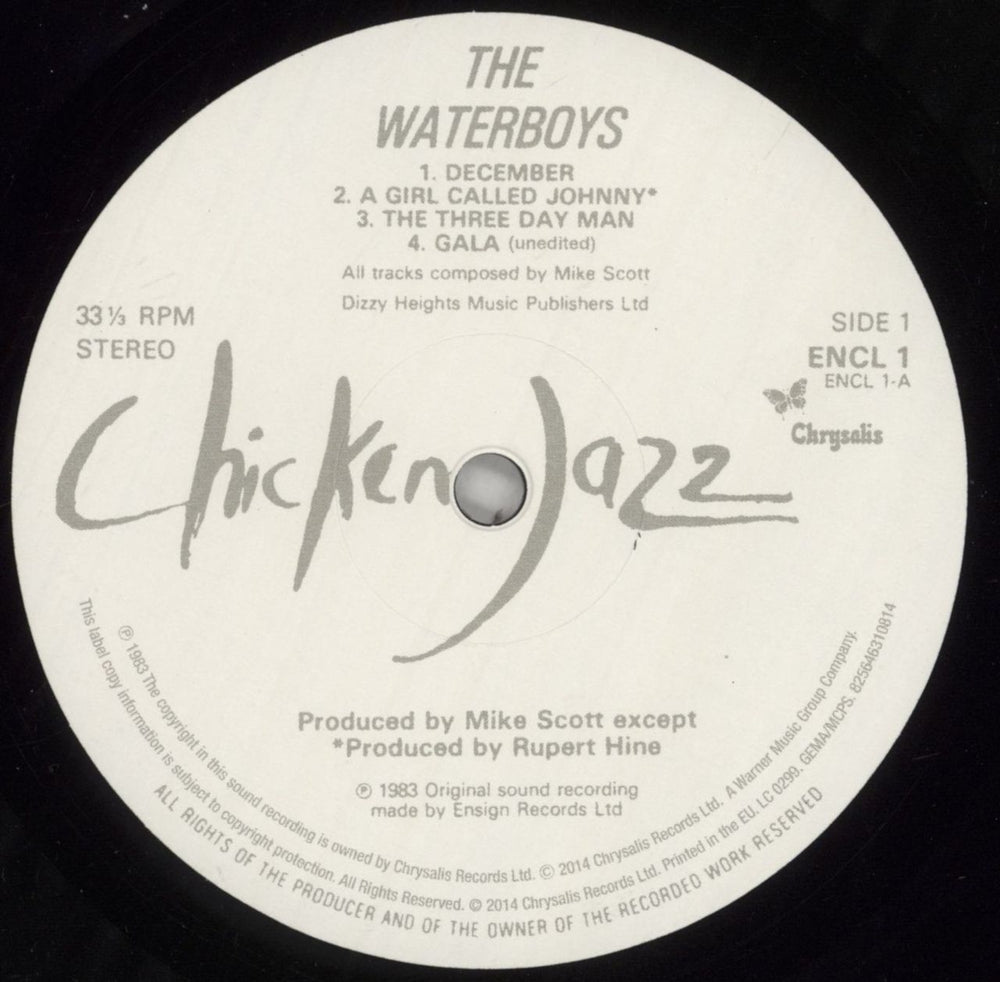 THE
WATERBOYS
1. DECEMBER
2. A GIRL CALLED JOHNNY*
3. THE THREE DAY MAN
4. GALA (unedited)
All tracks composed by Mike Scott
Dizzy Heights Music Publishers Ltd
33⅓ RPM
STEREO
SIDE 1
ENCL 1
ENCL 1-A
Chrysalis
Chicken Jazz
Produced by Mike Scott except
*Produced by Rupert Hine
℗ 1983 Original sound recording
made by Ensign Records Ltd
℗ 1983 The copyright in this sound recording is owned by Chrysalis Records Ltd. © 2014 Chrysalis Records Ltd. A Warner Music Group Company.
This label copy information is subject to copyright protection. All Rights Reserved. © 2014 Chrysalis Records Ltd. Printed in the EU. LC 0299. GEMA/MCPS. 825646310814
ALL RIGHTS OF THE PRODUCER AND OF THE OWNER OF THE RECORDED WORK RESERVED